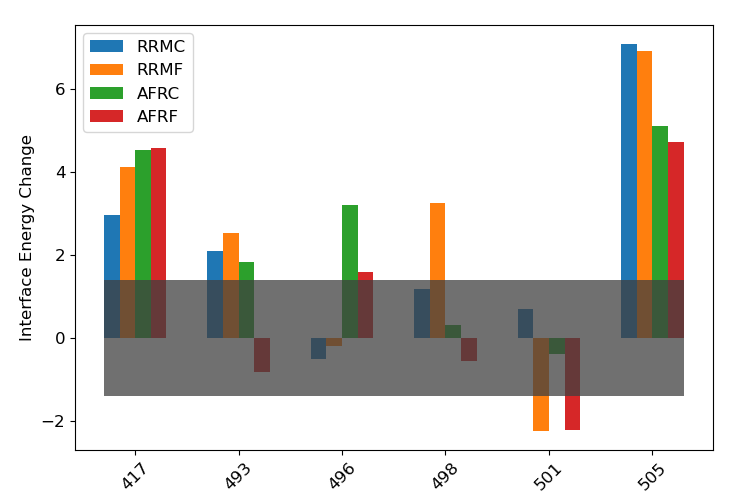 RRMC
RRMF
AFRC
AFRF
Interface Energy Change
6
4
2
0
−2
417
493
496
498
501
505